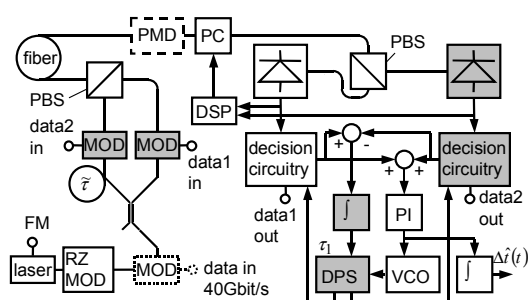 PMD
PC
PBS
fiber
PBS
DSP
data2
in
MOD
MOD
data1
in
τ̃
decision
circuitry
+
-
+
+
decision
circuitry
data1
out
∫
PI
data2
out
FM
laser
RZ
MOD
MOD
data in
40Gbit/s
τ1
DPS
VCO
∫
Δt̂(t)